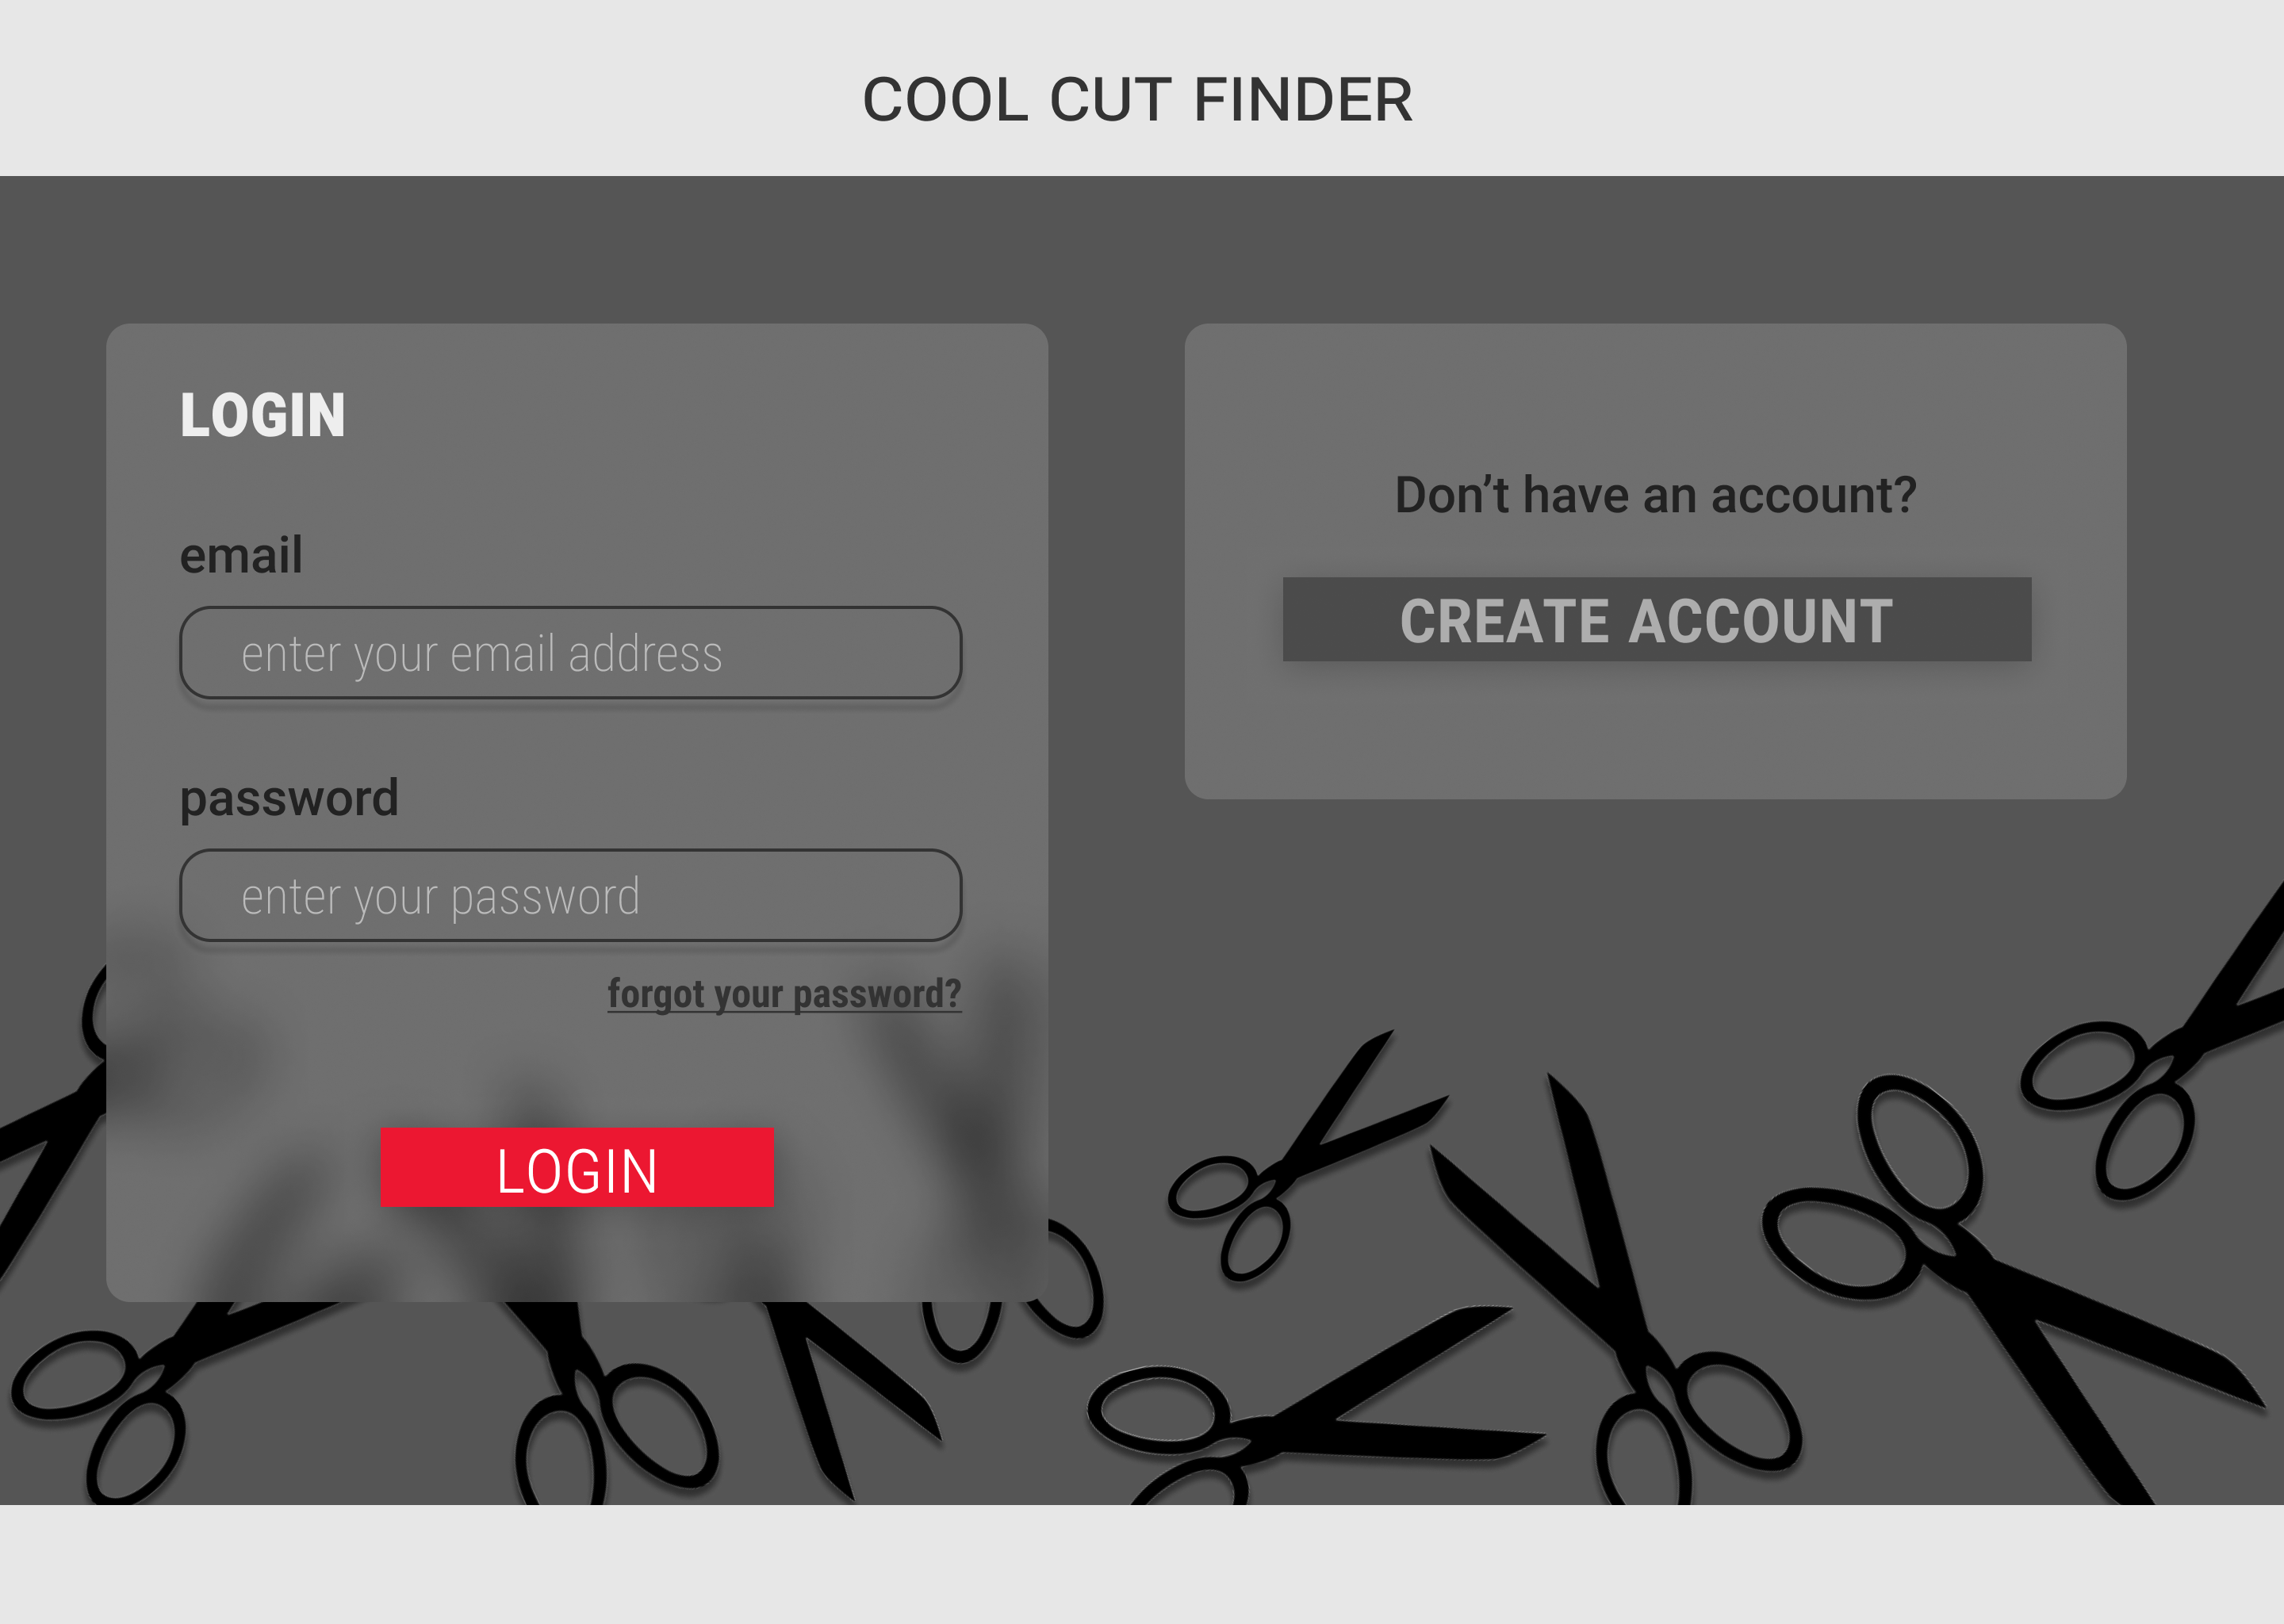 COOL CUT FINDER
LOGIN
email
enter your email address
password
enter your password
forgot your password?
LOGIN
Don’t have an account?
CREATE ACCOUNT